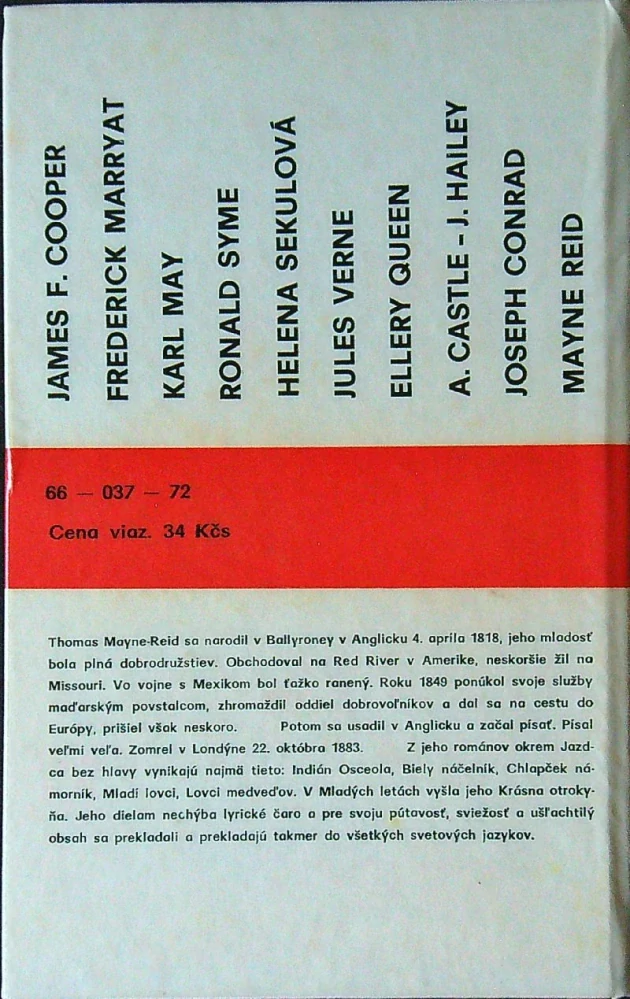 JAMES F. COOPER
FREDERICK MARRYAT
KARL MAY
RONALD SYME
HELENA SEKULOVÁ
JULES VERNE
ELLERY QUEEN
A. CASTLE – J. HAILEY
JOSEPH CONRAD
MAYNE REID
66 — 037 — 72
Cena viaz. 34 Kčs
Thomas Mayne-Reid sa narodil v Ballyroney v Anglicku 4. apríla 1818, jeho mladosť
bola plná dobrodružstiev. Obchodoval na Red River v Amerike, neskoršie žil na
Missouri. Vo vojne s Mexikom bol ťažko ranený. Roku 1849 ponúkol svoje služby
maďarským povstalcom, zhromaždil oddiel dobrovoľníkov a dal sa na cestu do
Európy, prišiel však neskoro. Potom sa usadil v Anglicku a začal písať. Písal
veľmi veľa. Zomrel v Londýne 22. októbra 1883. Z jeho románov okrem Jazd-
ca bez hlavy vynikajú najmä tieto: Indián Osceola, Biely náčelník, Chlapček ná-
morník, Mladí lovci, Lovci medveďov. V Mladých letách vyšla jeho Krásna otroky-
ňa. Jeho dielam nechýba lyrické čaro a pre svoju pútavosť, sviežosť a ušľachtilý
obsah sa prekladali a prekladajú takmer do všetkých svetových jazykov.